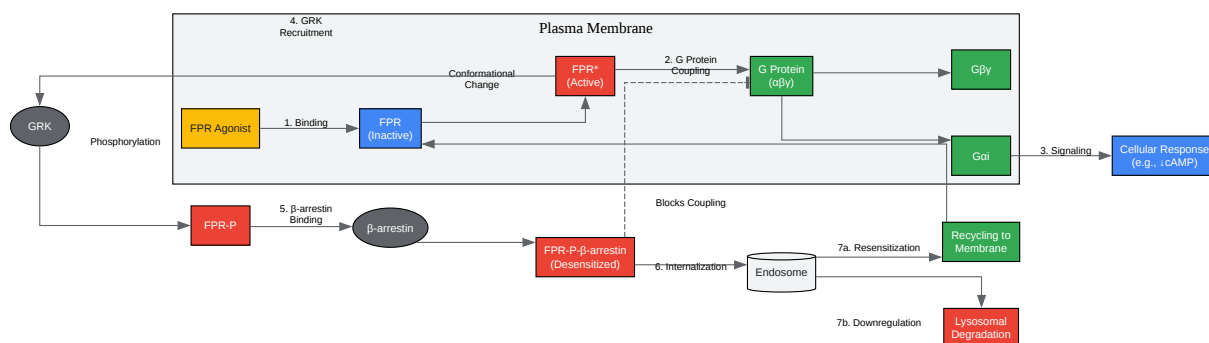 4. GRK
Recruitment
Plasma Membrane
Conformational
Change
FPR*
(Active)
2. G Protein
Coupling
G Protein
(αβγ)
Gβγ
GRK
Phosphorylation
FPR Agonist
1. Binding
FPR
(Inactive)
Gαi
3. Signaling
Cellular Response
(e.g., ↓cAMP)
FPR-P
5. β-arrestin
Binding
β-arrestin
Blocks Coupling
FPR-P-β-arrestin
(Desensitized)
6. Internalization
Endosome
7a. Resensitization
Recycling to
Membrane
7b. Downregulation
Lysosomal
Degradation